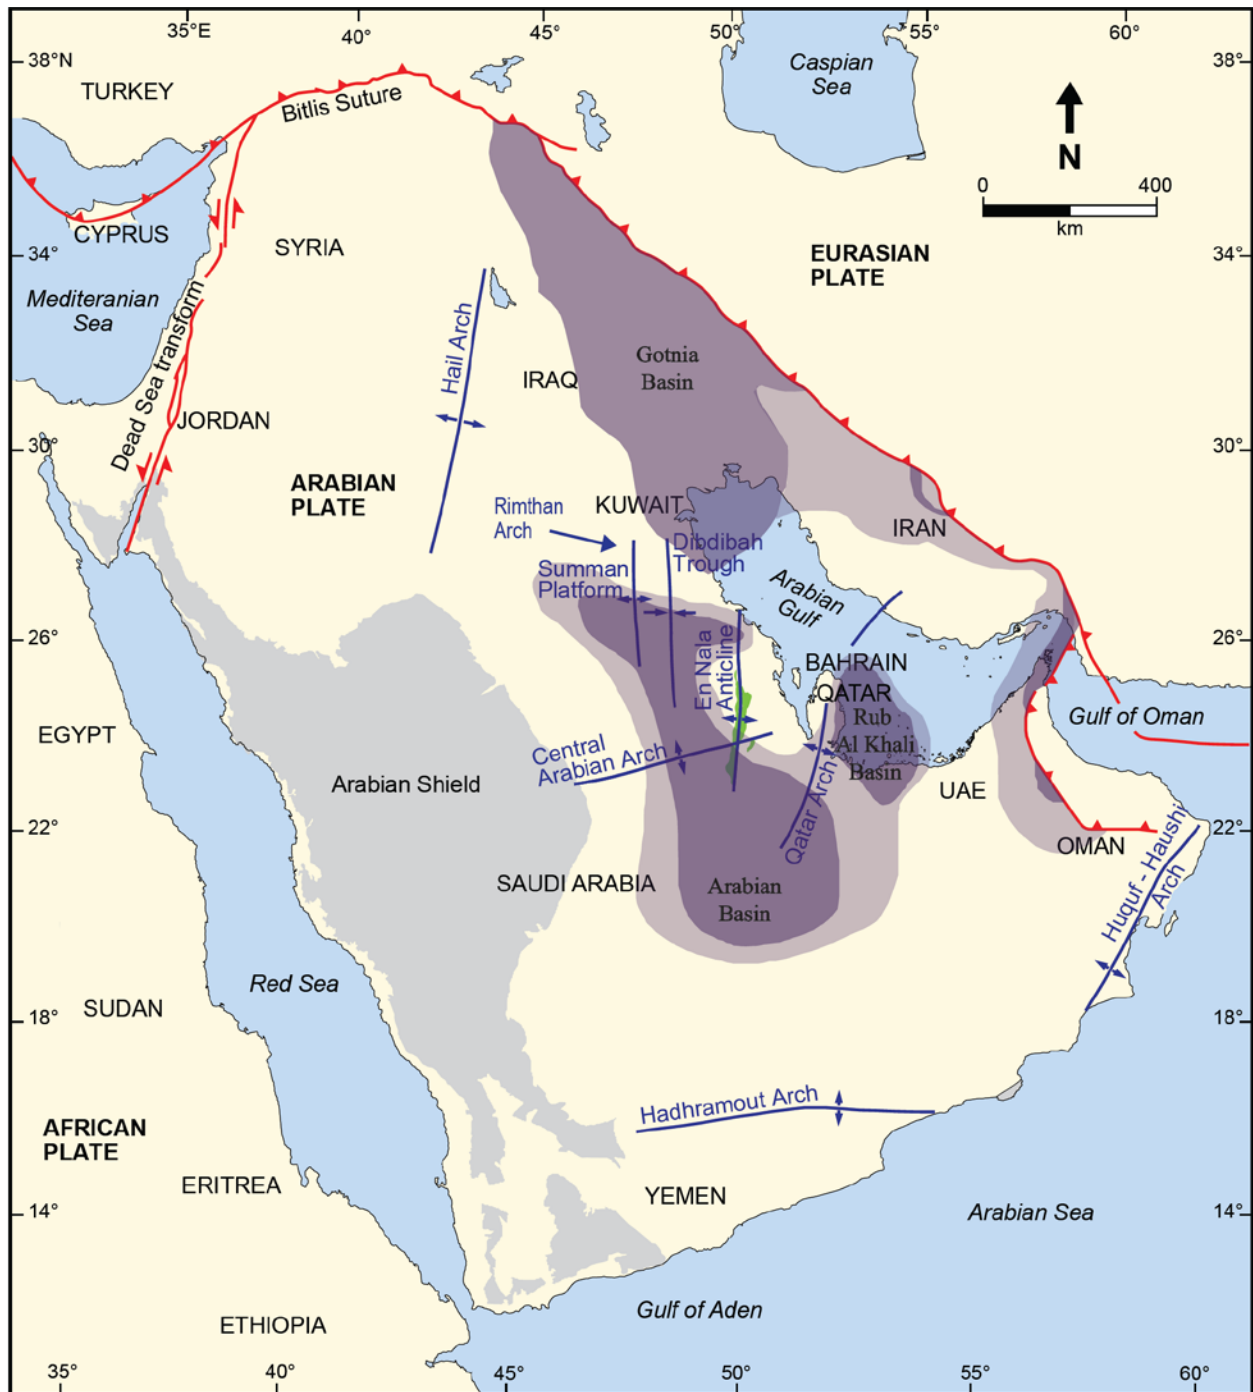 35°E
40°
45°
50°
55°
60°
38°N
38°
TURKEY
Bitlis Suture
Caspian
Sea
N
0
400
km
CYPRUS
SYRIA
34°
34°
EURASIAN
PLATE
Mediteranian
Sea
Dead Sea transform
Hail Arch
IRAQ
Gotnia
Basin
JORDAN
30°
30°
ARABIAN
PLATE
Rimthan
Arch
KUWAIT
IRAN
Dibdibah
Trough
Summan
Platform
Arabian
Gulf
26°
26°
En Nala
Anticline
BAHRAIN
QATAR
Rub
Al Khali
Basin
Gulf of Oman
EGYPT
Central
Arabian Arch
Arabian Shield
Qatar Arch
UAE
22°
22°
OMAN
Huquf - Haushi
Arch
SAUDI ARABIA
Arabian
Basin
Red Sea
SUDAN
18°
18°
Hadhramout Arch
AFRICAN
PLATE
ERITREA
YEMEN
14°
14°
Arabian Sea
Gulf of Aden
ETHIOPIA
35°
40°
45°
50°
55°
60°